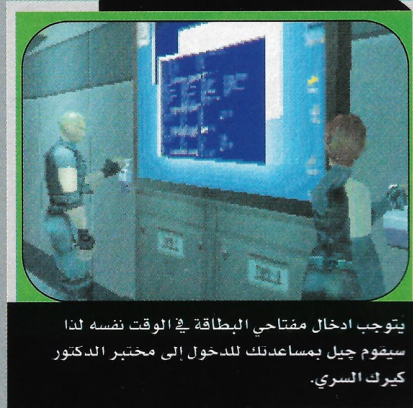 يتوجب ادخال مفتاحي البطاقة في الوقت نفسه لذا
سيقوم جيل بمساعدتك للدخول إلى مختبر الدكتور
كيرك السري.